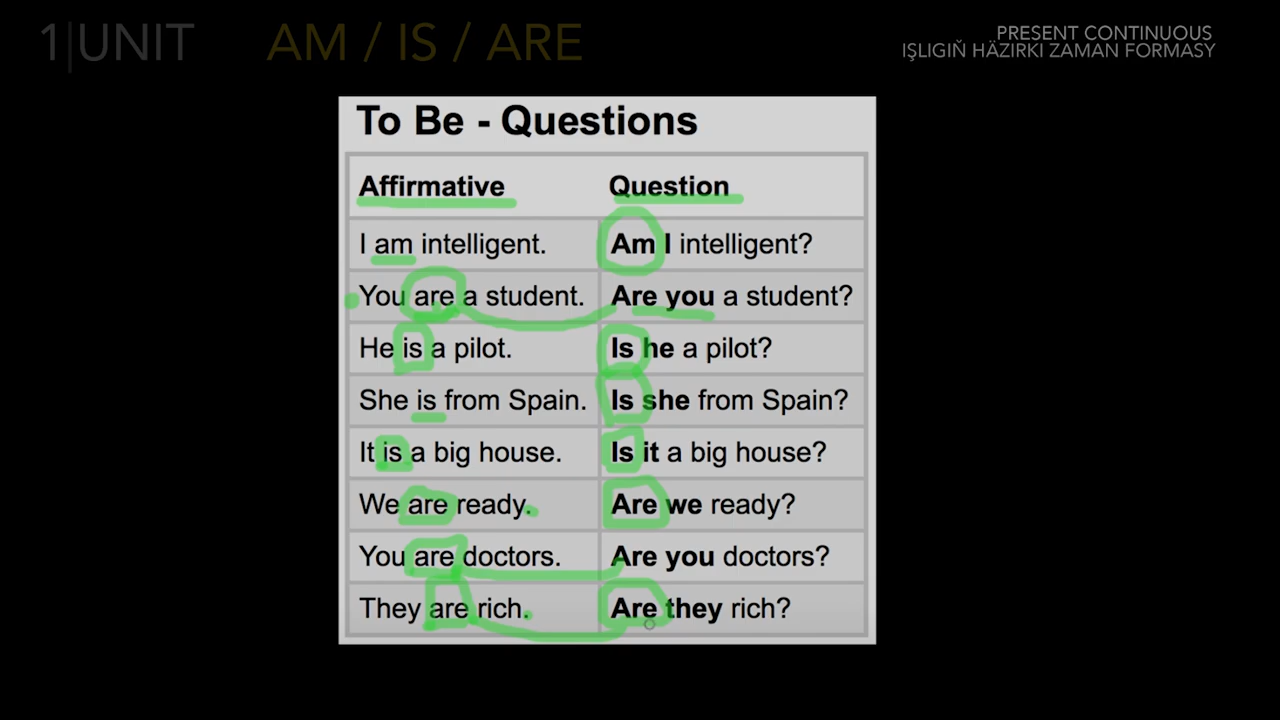 1|UNIT AM / IS / ARE
PRESENT CONTINUOUS
IŞLIGIŇ HÄZIRKI ZAMAN FORMASY
To Be - Questions
Affirmative Question
I am intelligent. Am I intelligent?
You are a student. Are you a student?
He is a pilot. Is he a pilot?
She is from Spain. Is she from Spain?
It is a big house. Is it a big house?
We are ready. Are we ready?
You are doctors. Are you doctors?
They are rich. Are they rich?